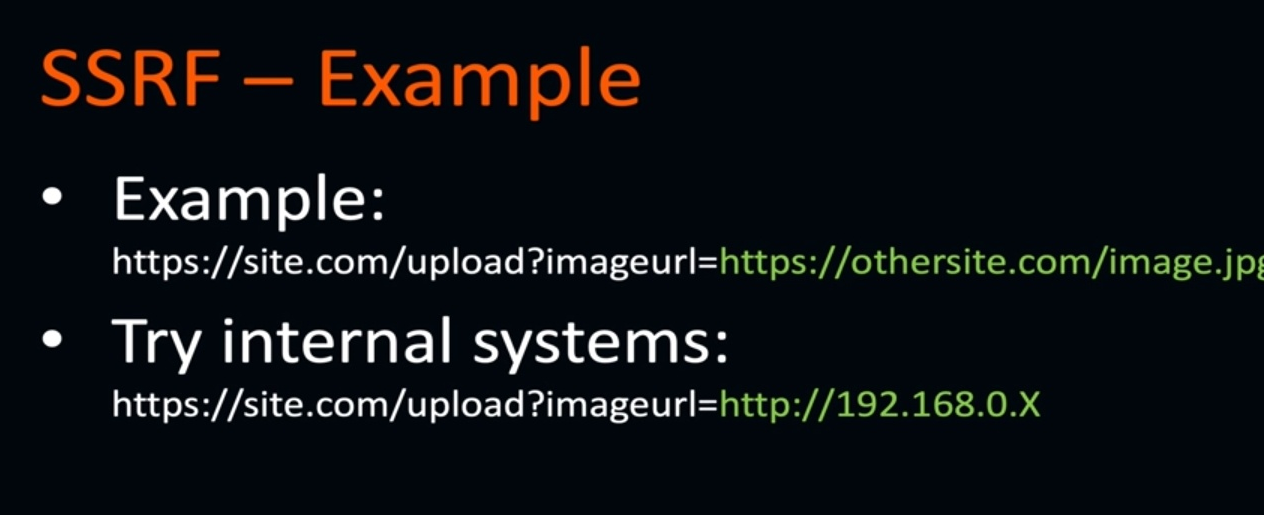 SSRF – Example
• Example:
https://site.com/upload?imageurl=https://othersite.com/image.jpg
• Try internal systems:
https://site.com/upload?imageurl=http://192.168.0.X